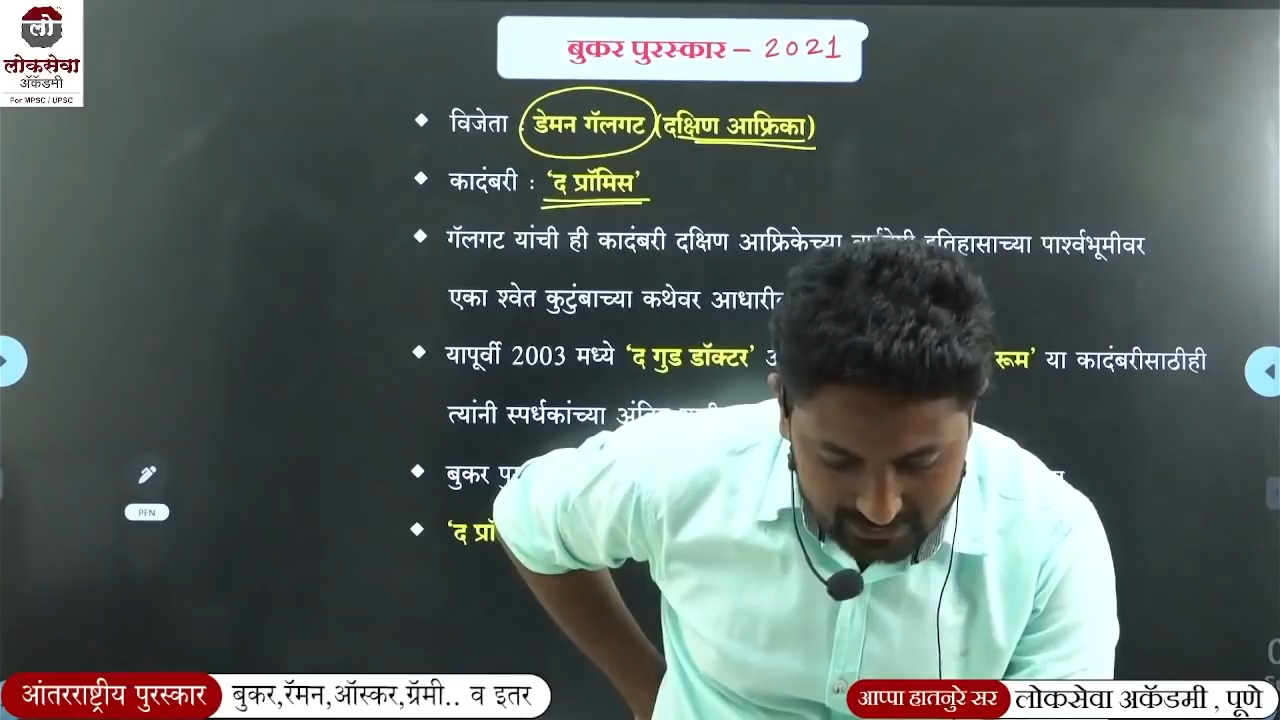 लो
लोकसेवा
अ‍ॅकॅडमी
For MPSC / UPSC
बुकर पुरस्कार – 2021
विजेता : डेमन गॅलगट (दक्षिण आफ्रिका)
कादंबरी : ‘द प्रॉमिस’
गॅलगट यांची ही कादंबरी दक्षिण आफ्रिकेच्या इतिहासाच्या पार्श्वभूमीवर
एका श्वेत कुटुंबाच्या कथेवर
यापूर्वी 2003 मध्ये ‘द गुड डॉक्टर’ रूम’ या कादंबरीसाठीही
त्यांनी स्पर्धकांच्या
बुकर
‘द
PEN
आंतरराष्ट्रीय पुरस्कार बुकर,रॅमन,ऑस्कर,ग्रॅमी.. व इतर
आप्पा हातनुरे सर लोकसेवा अकॅडमी , पूणे